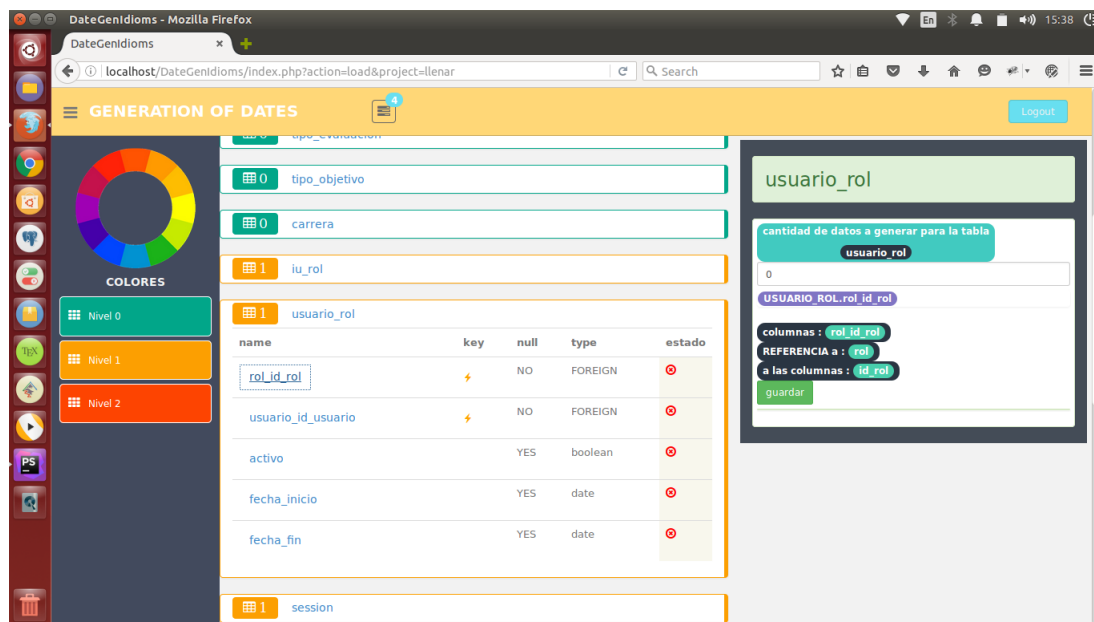 DateGenIdioms - Mozilla Firefox
En
15:38
DateGenIdioms
localhost/DateGenIdioms/index.php?action=load&project=llenar
Search
GENERATION OF DATES
4
Logout
COLORES
Nivel 0
Nivel 1
Nivel 2
0 tipo_evaluacion
0 tipo_objetivo
0 carrera
1 iu_rol
1 usuario_rol
name key null type estado
rol_id_rol NO FOREIGN
usuario_id_usuario NO FOREIGN
activo YES boolean
fecha_inicio YES date
fecha_fin YES date
1 session
usuario_rol
cantidad de datos a generar para la tabla
usuario_rol
0
USUARIO_ROL.rol_id_rol
columnas : rol_id_rol
REFERENCIA a : rol
a las columnas : id_rol
guardar
TEX
PS